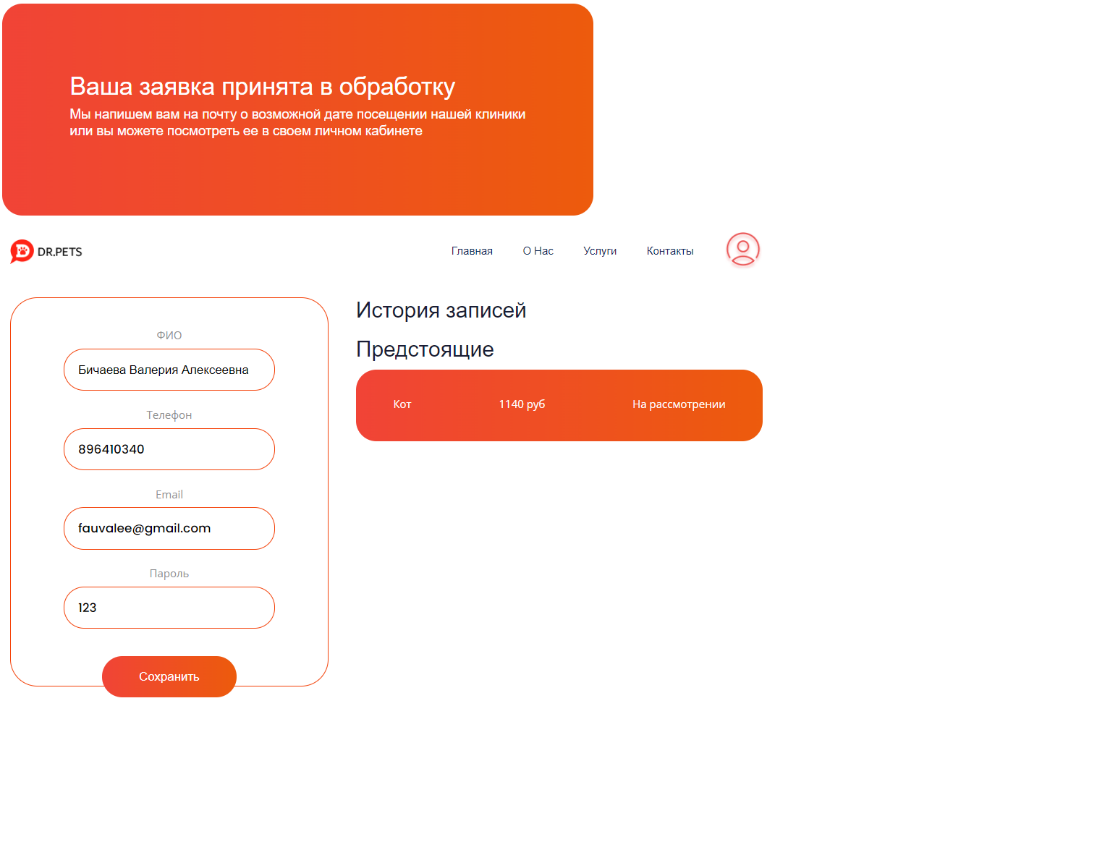 Ваша заявка принята в обработку
Мы напишем вам на почту о возможной дате посещении нашей клиники
или вы можете посмотреть ее в своем личном кабинете
DR.PETS
Главная О Нас Услуги Контакты
ФИО
Бичаева Валерия Алексеевна
Телефон
896410340
Email
fauvalee@gmail.com
Пароль
123
Сохранить
История записей
Предстоящие
Кот 1140 руб На рассмотрении